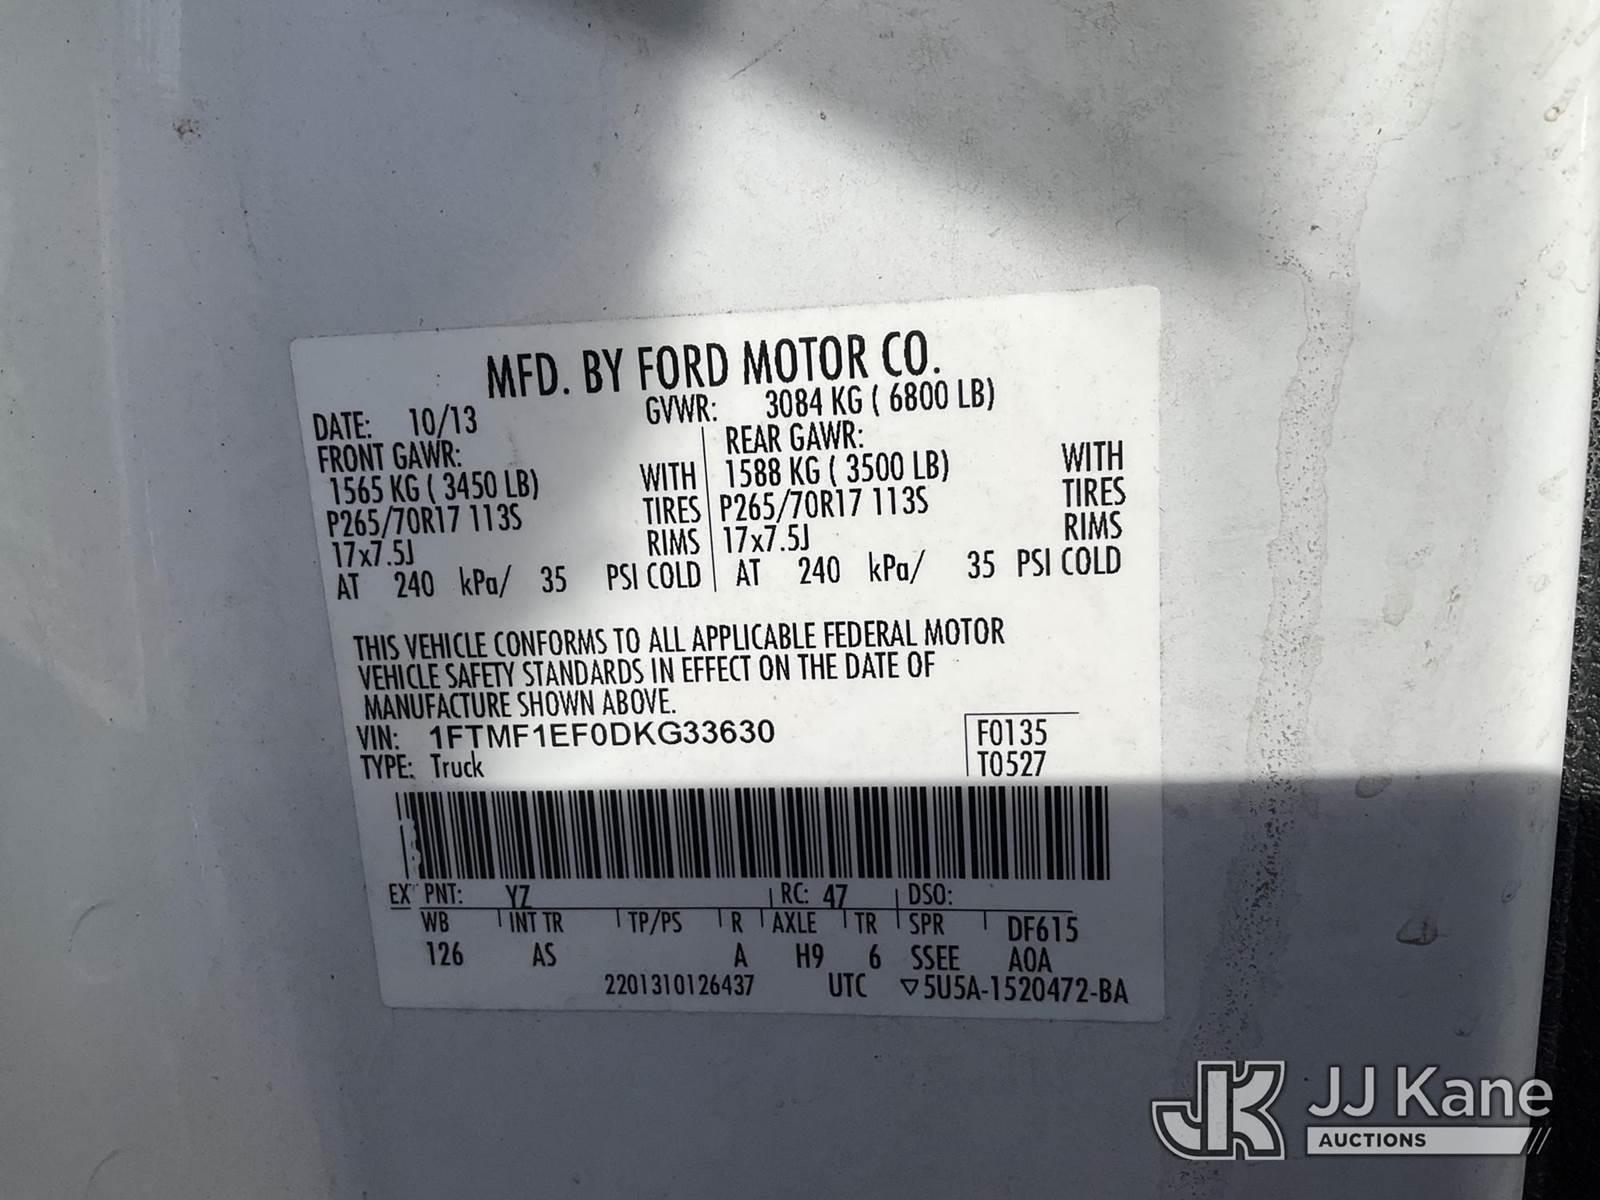 MFD. BY FORD MOTOR CO.
DATE: 10/13 GVWR: 3084 KG ( 6800 LB)
FRONT GAWR: REAR GAWR:
1565 KG ( 3450 LB) WITH 1588 KG ( 3500 LB) WITH
P265/70R17 113S TIRES P265/70R17 113S TIRES
17x7.5J RIMS 17x7.5J RIMS
AT 240 kPa/ 35 PSI COLD AT 240 kPa/ 35 PSI COLD
THIS VEHICLE CONFORMS TO ALL APPLICABLE FEDERAL MOTOR
VEHICLE SAFETY STANDARDS IN EFFECT ON THE DATE OF
MANUFACTURE SHOWN ABOVE.
VIN: 1FTMF1EF0DKG33630 F0135
TYPE: Truck T0527
EXT PNT: YZ RC: 47 DSO:
WB INT TR TP/PS R AXLE TR SPR DF615
126 AS A H9 6 SSEE AOA
2201310126437 UTC ▽5U5A-1520472-BA
JK JJ Kane
AUCTIONS